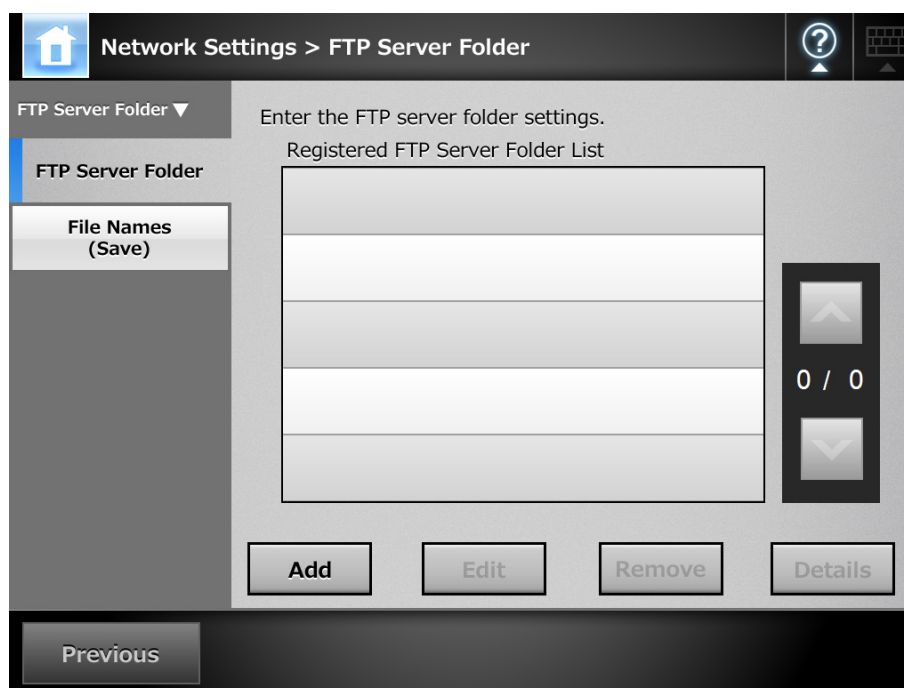 Network Settings > FTP Server Folder
?
FTP Server Folder ▼
FTP Server Folder
File Names
(Save)
Enter the FTP server folder settings.
Registered FTP Server Folder List
0 / 0
Add
Edit
Remove
Details
Previous